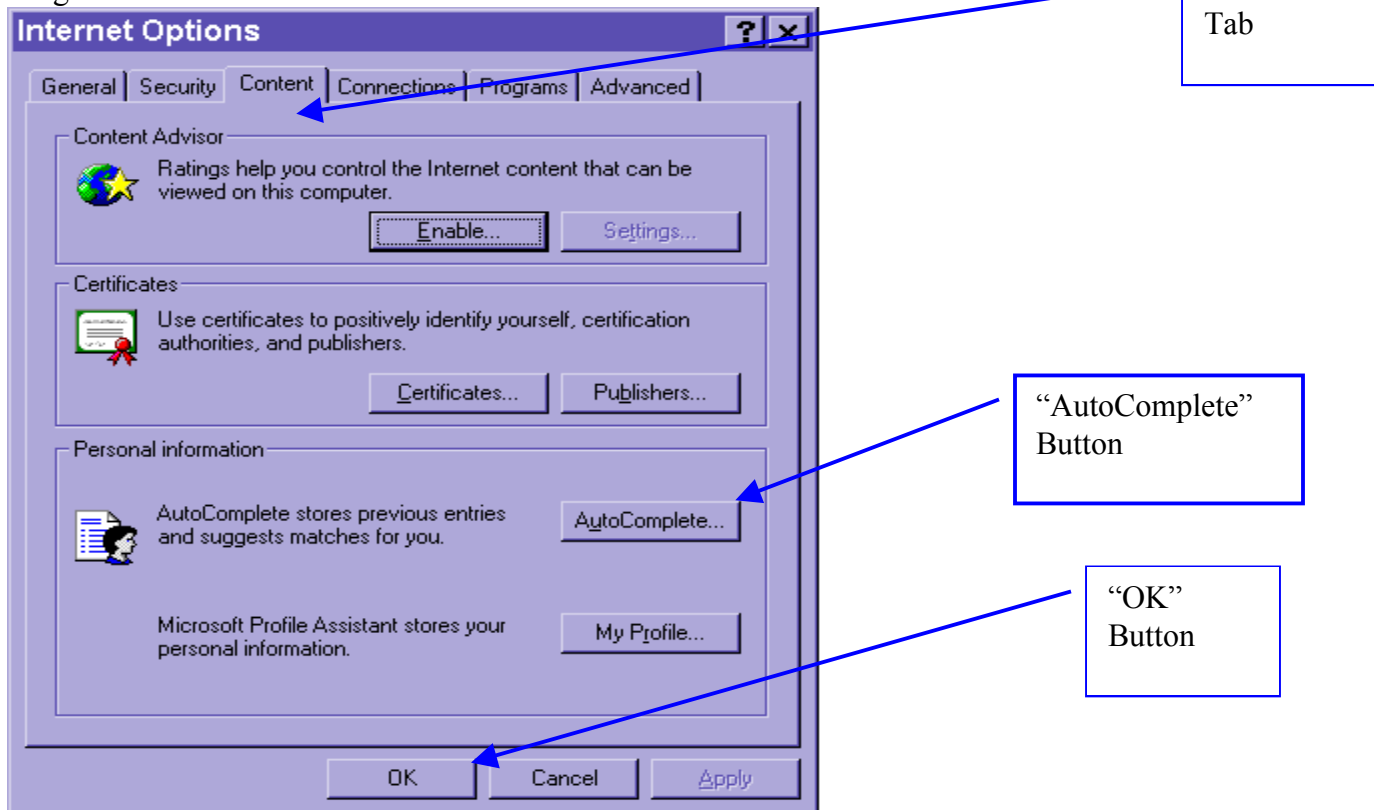 Tab
Internet Options
General Security Content Connections Programs Advanced
Content Advisor
Ratings help you control the Internet content that can be
viewed on this computer.
Enable... Settings...
Certificates
Use certificates to positively identify yourself, certification
authorities, and publishers.
Certificates... Publishers...
“AutoComplete”
Button
Personal information
AutoComplete stores previous entries
and suggests matches for you.
AutoComplete...
“OK”
Button
Microsoft Profile Assistant stores your
personal information.
My Profile...
OK Cancel Apply